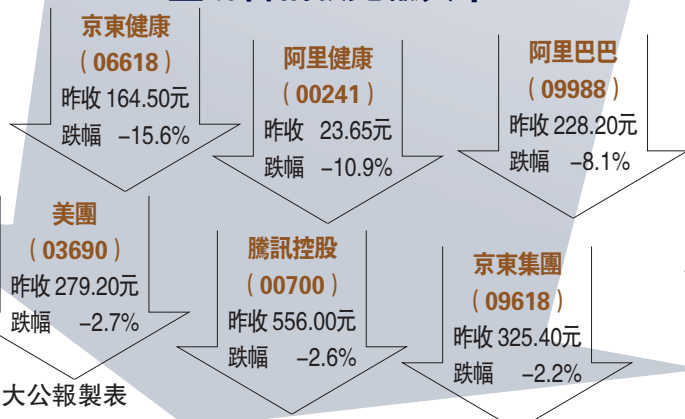 京東健康
（06618）
昨收 164.50元
跌幅 −15.6%
阿里健康
（00241）
昨收 23.65元
跌幅 −10.9%
阿里巴巴
（09988）
昨收 228.20元
跌幅 −8.1%
美團
（03690）
昨收 279.20元
跌幅 −2.7%
騰訊控股
（00700）
昨收 556.00元
跌幅 −2.6%
京東集團
（09618）
昨收 325.40元
跌幅 −2.2%
大公報製表